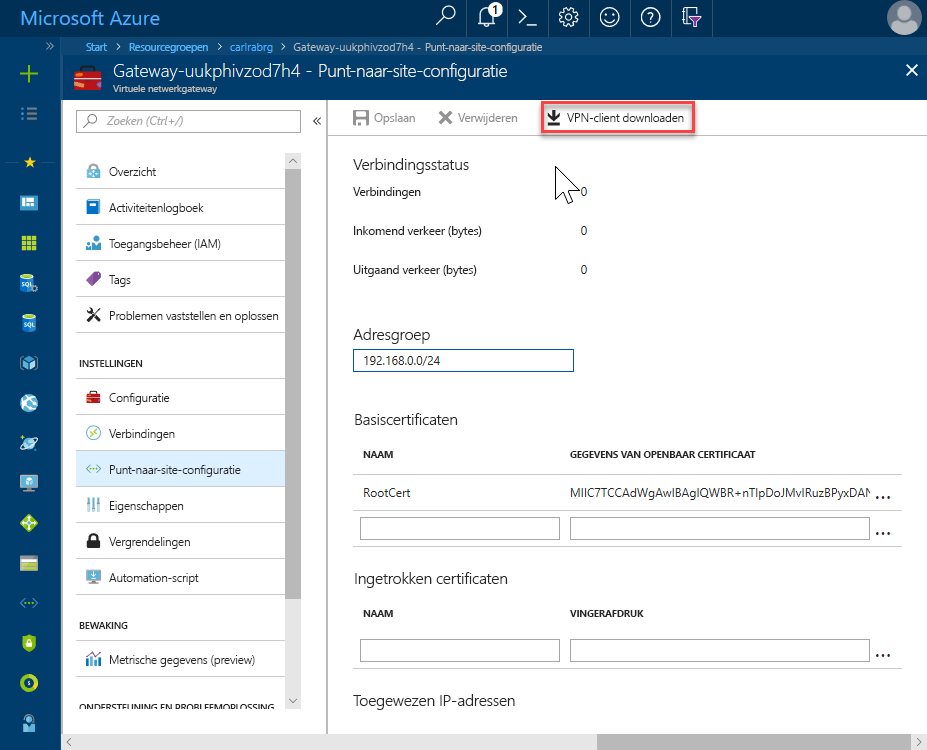 Microsoft Azure
1
Start > Resourcegroepen > carlrabrg > Gateway-uukphivzod7h4 - Punt-naar-site-configuratie
Gateway-uukphivzod7h4 - Punt-naar-site-configuratie
Virtuele netwerkgateway
Zoeken (Ctrl+/)
Overzicht
Activiteitenlogboek
Toegangsbeheer (IAM)
Tags
Problemen vaststellen en oplossen
INSTELLINGEN
Configuratie
Verbindingen
Punt-naar-site-configuratie
Eigenschappen
Vergrendelingen
Automation-script
BEWAKING
Metrische gegevens (preview)
ONDERSTEUNING EN PROBLEEMOPLOSSING
Opslaan Verwijderen VPN-client downloaden
Verbindingsstatus
Verbindingen 0
Inkomend verkeer (bytes) 0
Uitgaand verkeer (bytes) 0
Adresgroep
192.168.0.0/24
Basiscertificaten
NAAM GEGEVENS VAN OPENBAAR CERTIFICAAT
RootCert MIIC7TCCAdWgAwIBAgIQWBR+nTIpDoJMvIRuzBPyxDAN ...
...
Ingetrokken certificaten
NAAM VINGERAFDRUK
...
Toegewezen IP-adressen